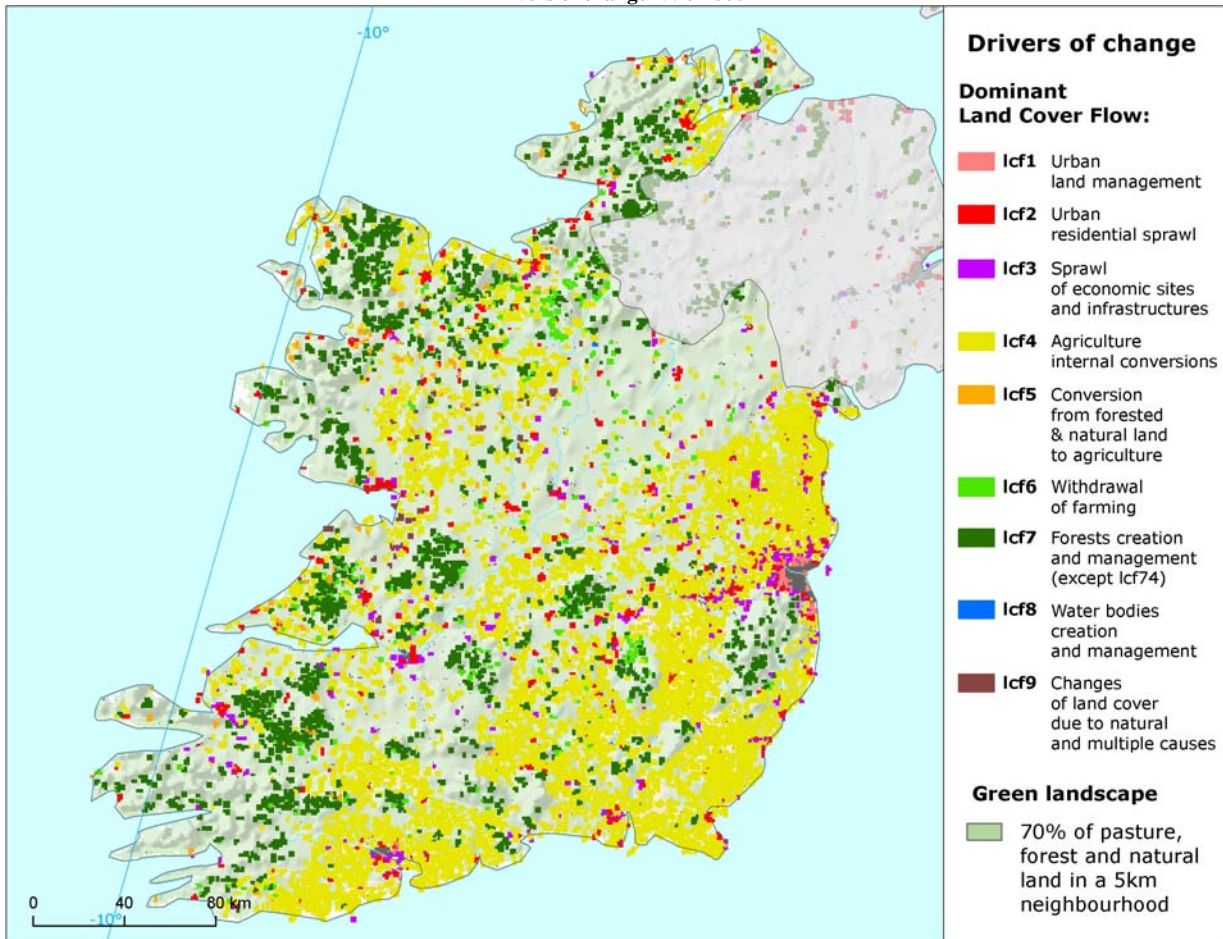 -10°
Drivers of change
Dominant
Land Cover Flow:
lcf1 Urban
land management
lcf2 Urban
residential sprawl
lcf3 Sprawl
of economic sites
and infrastructures
lcf4 Agriculture
internal conversions
lcf5 Conversion
from forested
& natural land
to agriculture
lcf6 Withdrawal
of farming
lcf7 Forests creation
and management
(except lcf74)
lcf8 Water bodies
creation
and management
lcf9 Changes
of land cover
due to natural
and multiple causes
Green landscape
70% of pasture,
forest and natural
land in a 5km
neighbourhood
0 40 80 km
-10°